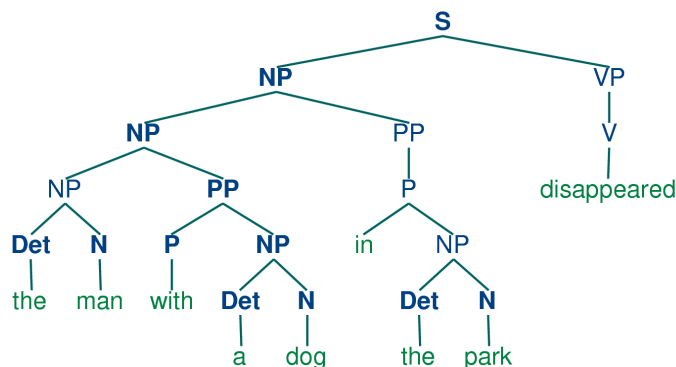 S
NP VP
NP PP V
NP PP P disappeared
Det N P NP in NP
the man with Det N Det N
a dog the park